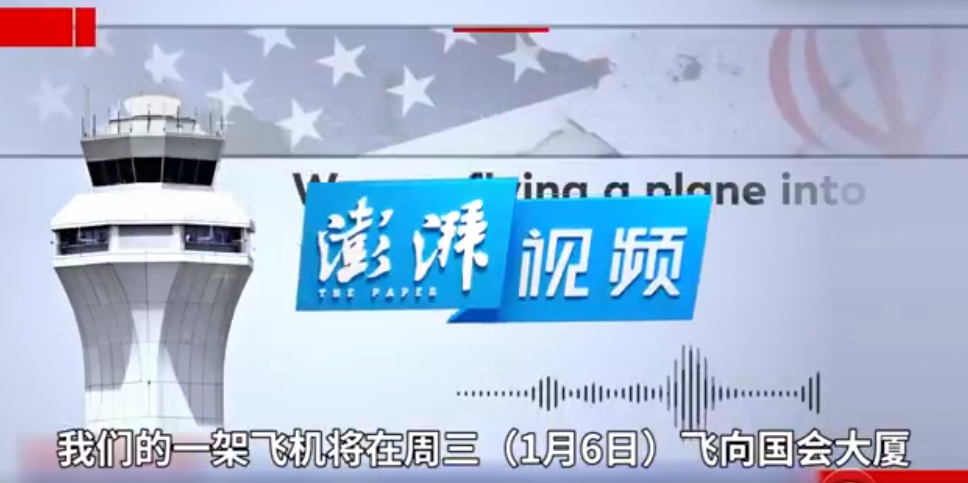 flying a plane into
澎湃 视频
THE PAPER
我们的一架飞机将在周三（1月6日）飞向国会大厦